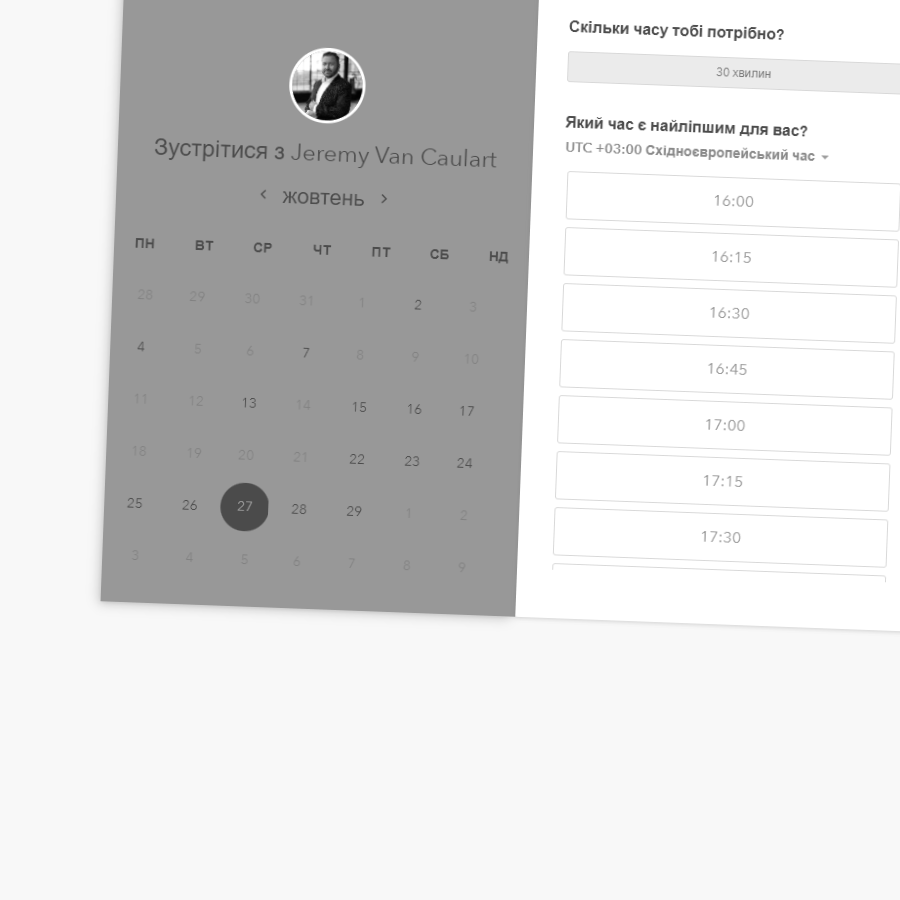 Зустрітися з Jeremy Van Caulart
жовтень
ПН ВТ СР ЧТ ПТ СБ НД
28 29 30 31 1 2 3
4 5 6 7 8 9 10
11 12 13 14 15 16 17
18 19 20 21 22 23 24
25 26 27 28 29 1 2
3 4 5 6 7 8 9
Скільки часу тобі потрібно?
30 хвилин
Який час є найліпшим для вас?
UTC +03:00 Східноєвропейський час
16:00
16:15
16:30
16:45
17:00
17:15
17:30